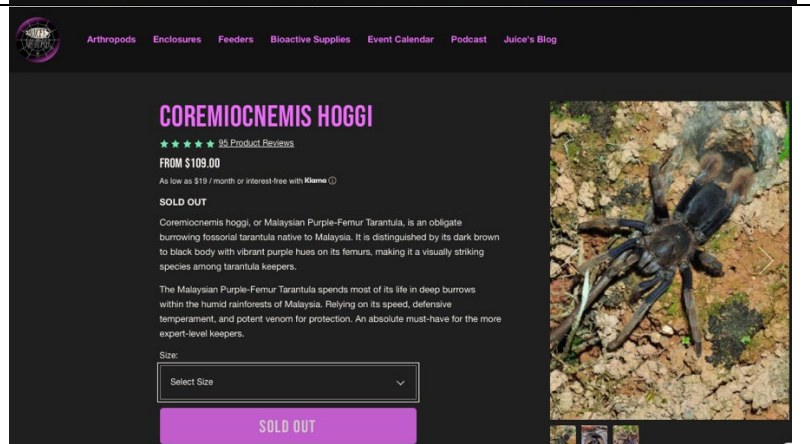 Arthropods Enclosures Feeders Bioactive Supplies Event Calendar Podcast Juice's Blog
COREMIOCNEMIS HOGGI
95 Product Reviews
FROM $109.00
As low as $19 / month or interest-free with Klarna
SOLD OUT
Coremiocnemis hoggi, or Malaysian Purple-Femur Tarantula, is an obligate
burrowing fossorial tarantula native to Malaysia. It is distinguished by its dark brown
to black body with vibrant purple hues on its femurs, making it a visually striking
species among tarantula keepers.
The Malaysian Purple-Femur Tarantula spends most of its life in deep burrows
within the humid rainforests of Malaysia. Relying on its speed, defensive
temperament, and potent venom for protection. An absolute must-have for the more
expert-level keepers.
Size:
Select Size
SOLD OUT